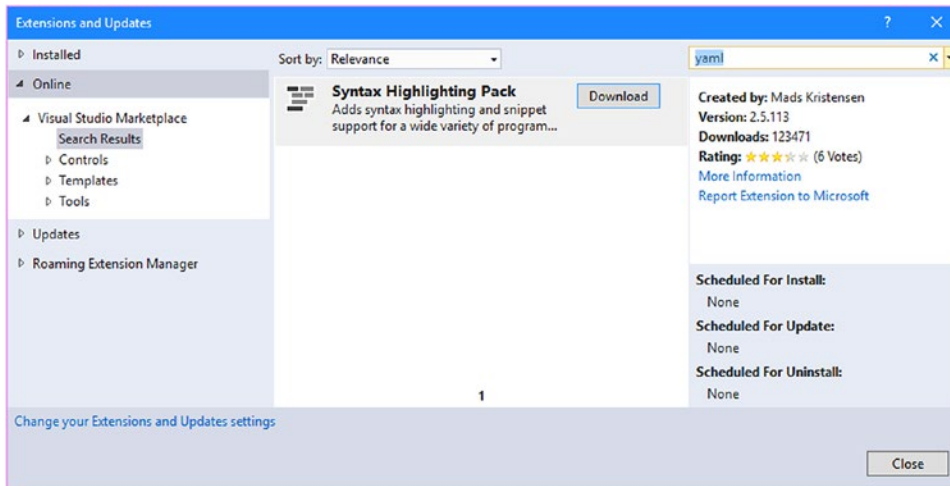 Extensions and Updates
?
Installed
Online
Visual Studio Marketplace
Search Results
Controls
Templates
Tools
Updates
Roaming Extension Manager
Sort by: Relevance
Syntax Highlighting Pack
Download
Adds syntax highlighting and snippet
support for a wide variety of program...
1
yaml
Created by: Mads Kristensen
Version: 2.5.113
Downloads: 123471
Rating: (6 Votes)
More Information
Report Extension to Microsoft
Scheduled For Install:
None
Scheduled For Update:
None
Scheduled For Uninstall:
None
Change your Extensions and Updates settings
Close